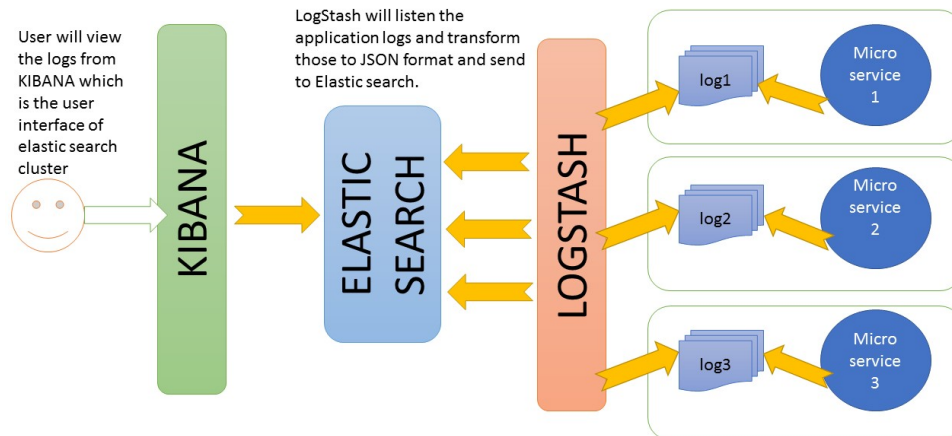 User will view
the logs from
KIBANA which
is the user
interface of
elastic search
cluster
KIBANA
LogStash will listen the
application logs and transform
those to JSON format and send
to Elastic search.
ELASTIC
SEARCH
LOGSTASH
log1
Micro
service
1
log2
Micro
service
2
log3
Micro
service
3